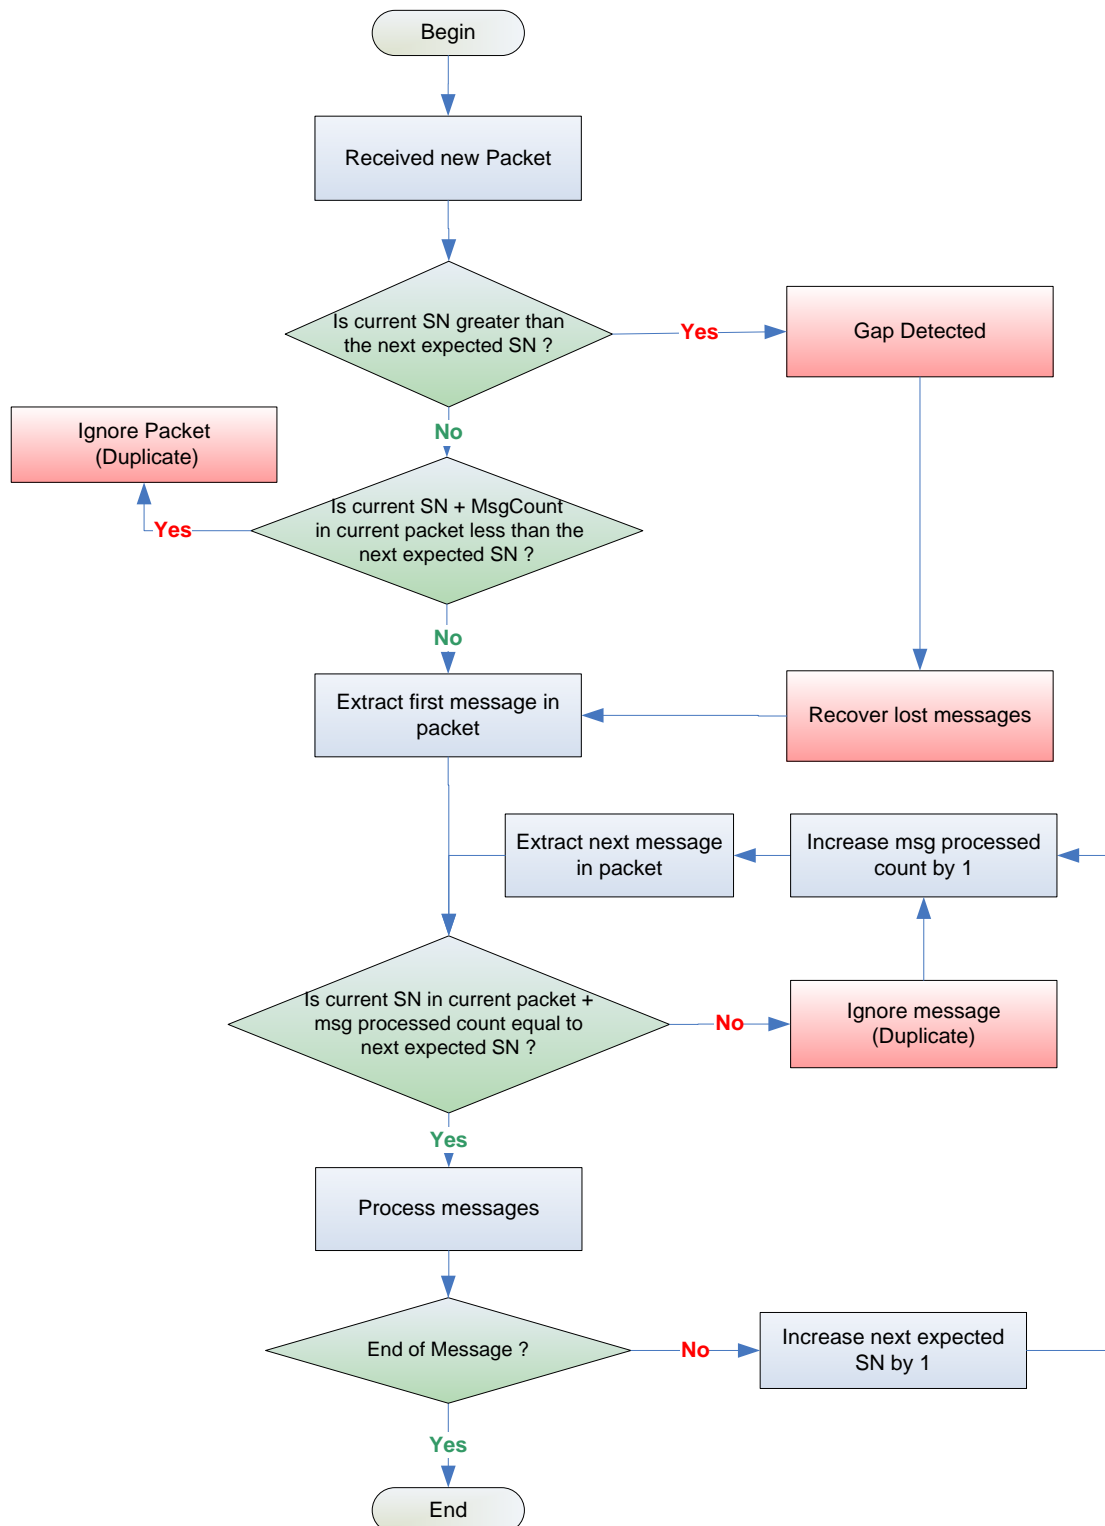 Begin
Received new Packet
Is current SN greater than
the next expected SN ?
Yes
Gap Detected
No
Ignore Packet
(Duplicate)
Is current SN + MsgCount
in current packet less than the
next expected SN ?
Yes
No
Extract first message in
packet
Recover lost messages
Extract next message
in packet
Increase msg processed
count by 1
Is current SN in current packet +
msg processed count equal to
next expected SN ?
No
Ignore message
(Duplicate)
Yes
Process messages
End of Message ?
No
Increase next expected
SN by 1
Yes
End